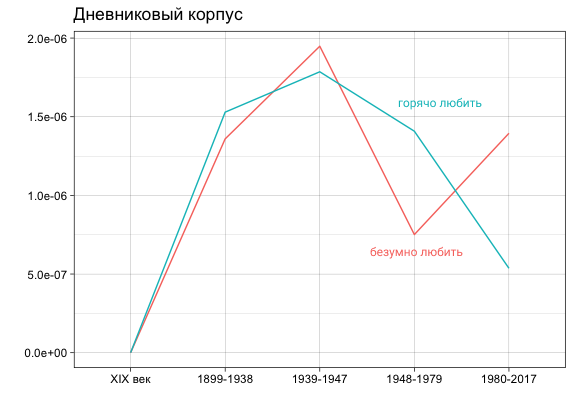 Дневниковый корпус
2.0e-06
1.5e-06
1.0e-06
5.0e-07
0.0e+00
горячо любить
безумно любить
XIX век
1899-1938
1939-1947
1948-1979
1980-2017